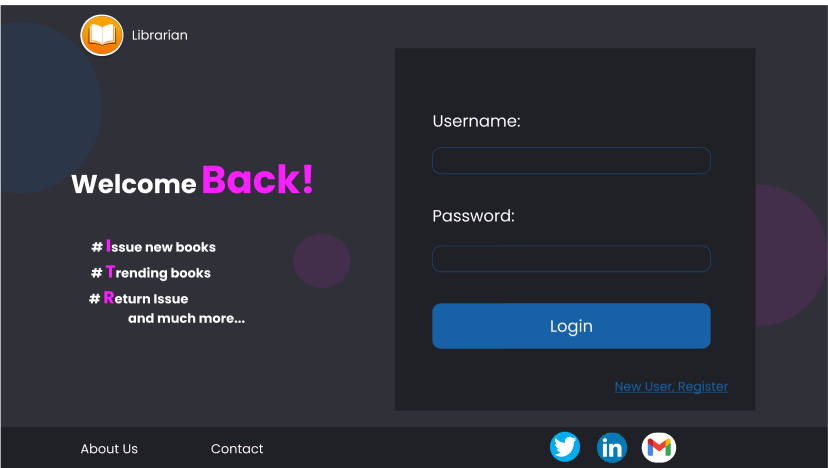 Librarian
Welcome Back!
# Issue new books
# Trending books
# Return Issue
and much more...
Username:
Password:
Login
New User, Register
About Us
Contact
in